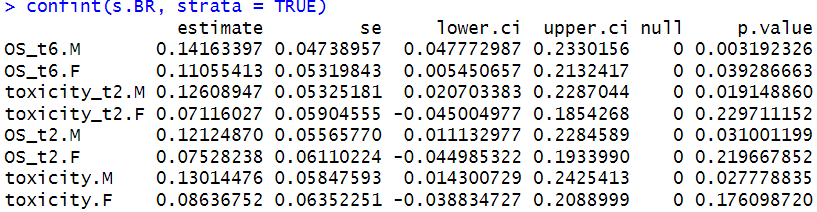 > confint(s.BR, strata = TRUE)
estimate se lower.ci upper.ci null p.value
OS_t6.M 0.14163397 0.04738957 0.047772987 0.2330156 0 0.003192326
OS_t6.F 0.11055413 0.05319843 0.005450657 0.2132417 0 0.039286663
toxicity_t2.M 0.12608947 0.05325181 0.020703383 0.2287044 0 0.019148860
toxicity_t2.F 0.07116027 0.05904555 -0.045004977 0.1854268 0 0.229711152
OS_t2.M 0.12124870 0.05565770 0.011132977 0.2284589 0 0.031001199
OS_t2.F 0.07528238 0.06110224 -0.044985322 0.1933990 0 0.219667852
toxicity.M 0.13014476 0.05847593 0.014300729 0.2425413 0 0.027778835
toxicity.F 0.08636752 0.06352251 -0.038834727 0.2088999 0 0.176098720